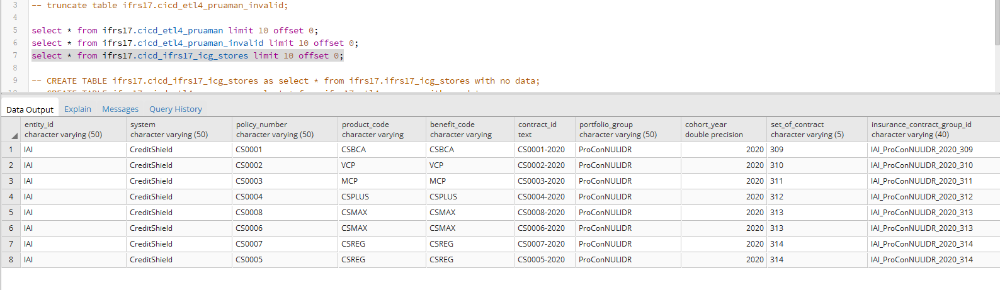 3 -- truncate table ifrs17.cicd_etl4_pruaman_invalid;
4
5 select * from ifrs17.cicd_etl4_pruaman limit 10 offset 0;
6 select * from ifrs17.cicd_etl4_pruaman_invalid limit 10 offset 0;
7 select * from ifrs17.cicd_ifrs17_icg_stores limit 10 offset 0;
8
9 -- CREATE TABLE ifrs17.cicd_ifrs17_icg_stores as select * from ifrs17.ifrs17_icg_stores with no data;
Data Output Explain Messages Query History
entity_id system policy_number product_code benefit_code contract_id portfolio_group cohort_year set_of_contract insurance_contract_group_id
character varying (50) character varying (50) character varying (50) character varying character varying text character varying (50) double precision character varying (5) character varying (40)
1 IAI CreditShield CS0001 CSBCA CSBCA CS0001-2020 ProConNULIDR 2020 309 IAI_ProConNULIDR_2020_309
2 IAI CreditShield CS0002 VCP VCP CS0002-2020 ProConNULIDR 2020 310 IAI_ProConNULIDR_2020_310
3 IAI CreditShield CS0003 MCP MCP CS0003-2020 ProConNULIDR 2020 311 IAI_ProConNULIDR_2020_311
4 IAI CreditShield CS0004 CSPLUS CSPLUS CS0004-2020 ProConNULIDR 2020 312 IAI_ProConNULIDR_2020_312
5 IAI CreditShield CS0008 CSMAX CSMAX CS0008-2020 ProConNULIDR 2020 313 IAI_ProConNULIDR_2020_313
6 IAI CreditShield CS0006 CSMAX CSMAX CS0006-2020 ProConNULIDR 2020 313 IAI_ProConNULIDR_2020_313
7 IAI CreditShield CS0007 CSREG CSREG CS0007-2020 ProConNULIDR 2020 314 IAI_ProConNULIDR_2020_314
8 IAI CreditShield CS0005 CSREG CSREG CS0005-2020 ProConNULIDR 2020 314 IAI_ProConNULIDR_2020_314